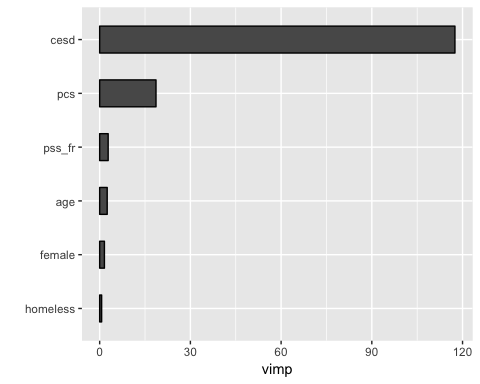 cesd
pcs
pss_fr
age
female
homeless
0 30 60 90 120
vimp